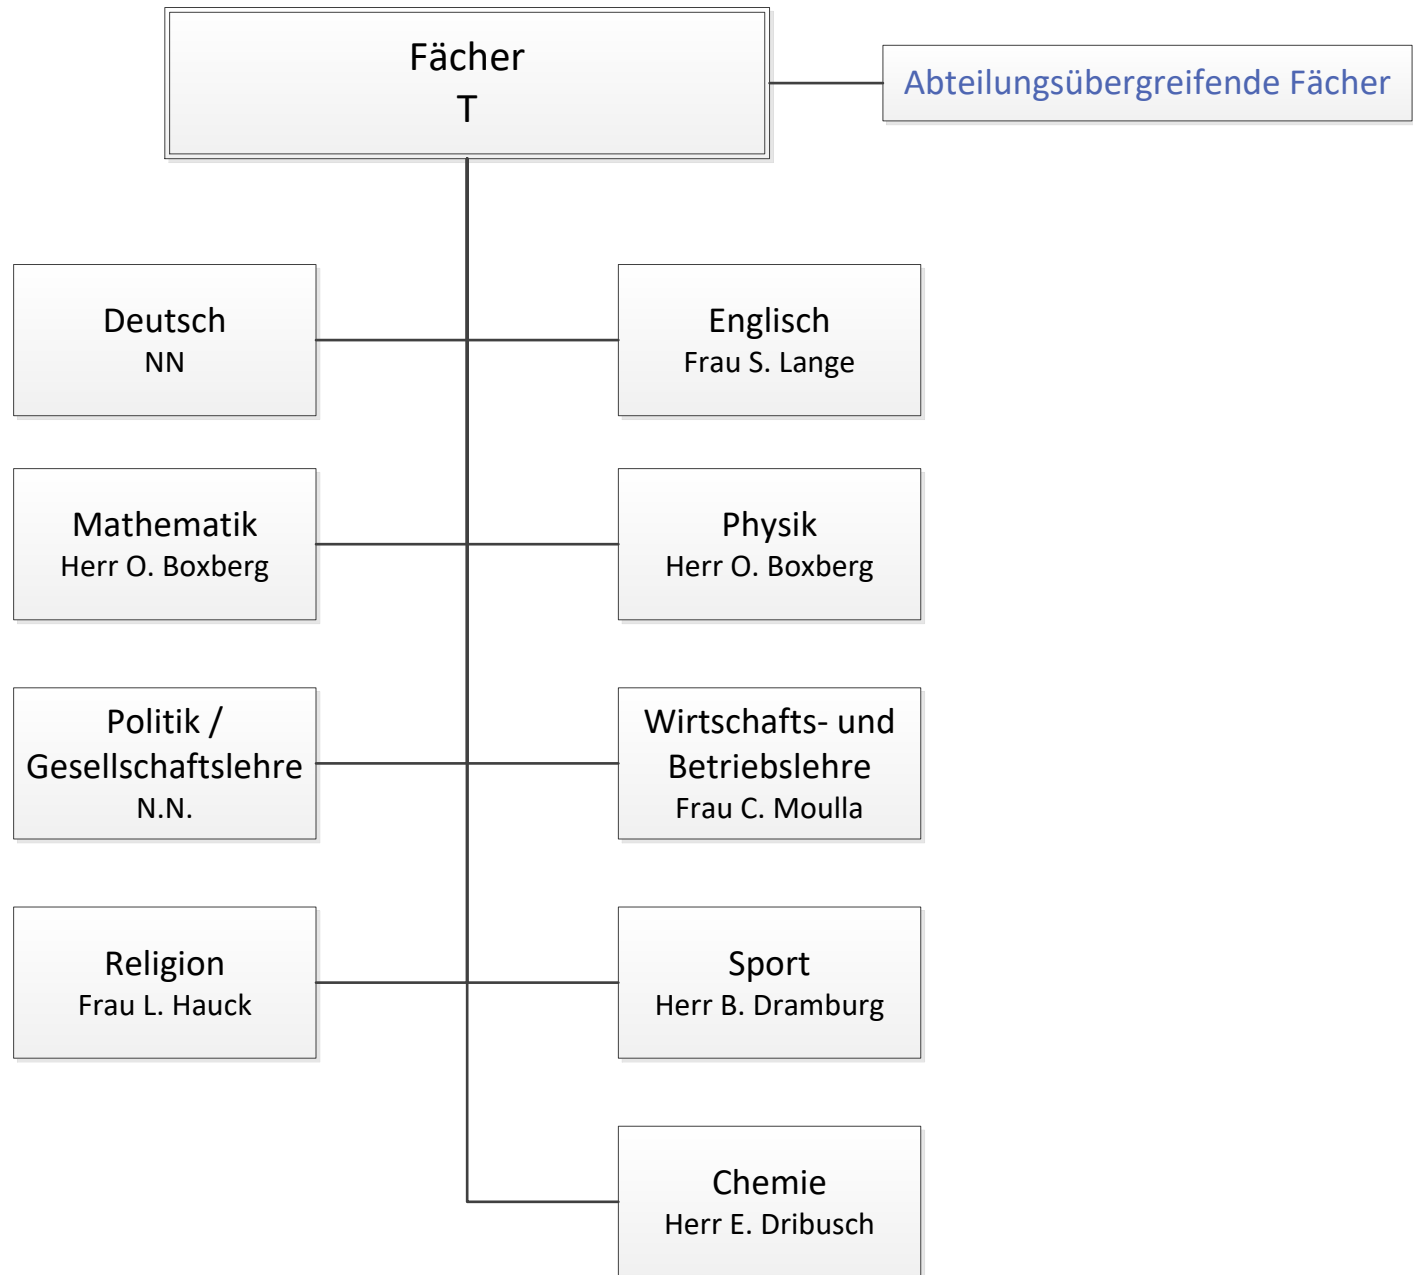 Fächer
T
Abteilungsübergreifende Fächer
Deutsch
NN
Englisch
Frau S. Lange
Mathematik
Herr O. Boxberg
Physik
Herr O. Boxberg
Politik /
Gesellschaftslehre
N.N.
Wirtschafts- und
Betriebslehre
Frau C. Moulla
Religion
Frau L. Hauck
Sport
Herr B. Dramburg
Chemie
Herr E. Dribusch